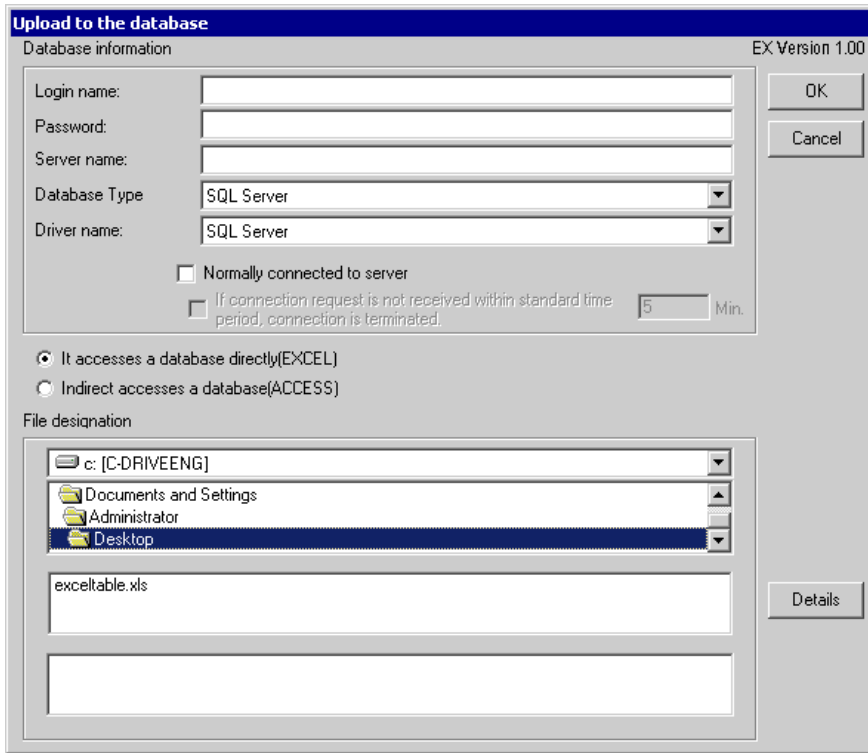 Upload to the database
Database information
EX Version 1.00
Login name:
OK
Password:
Cancel
Server name:
Database Type
SQL Server
Driver name:
SQL Server
Normally connected to server
If connection request is not received within standard time
period, connection is terminated.
5
Min.
It accesses a database directly(EXCEL)
Indirect accesses a database(ACCESS)
File designation
c: [C-DRIVEENG]
Documents and Settings
Administrator
Desktop
exceltable.xls
Details